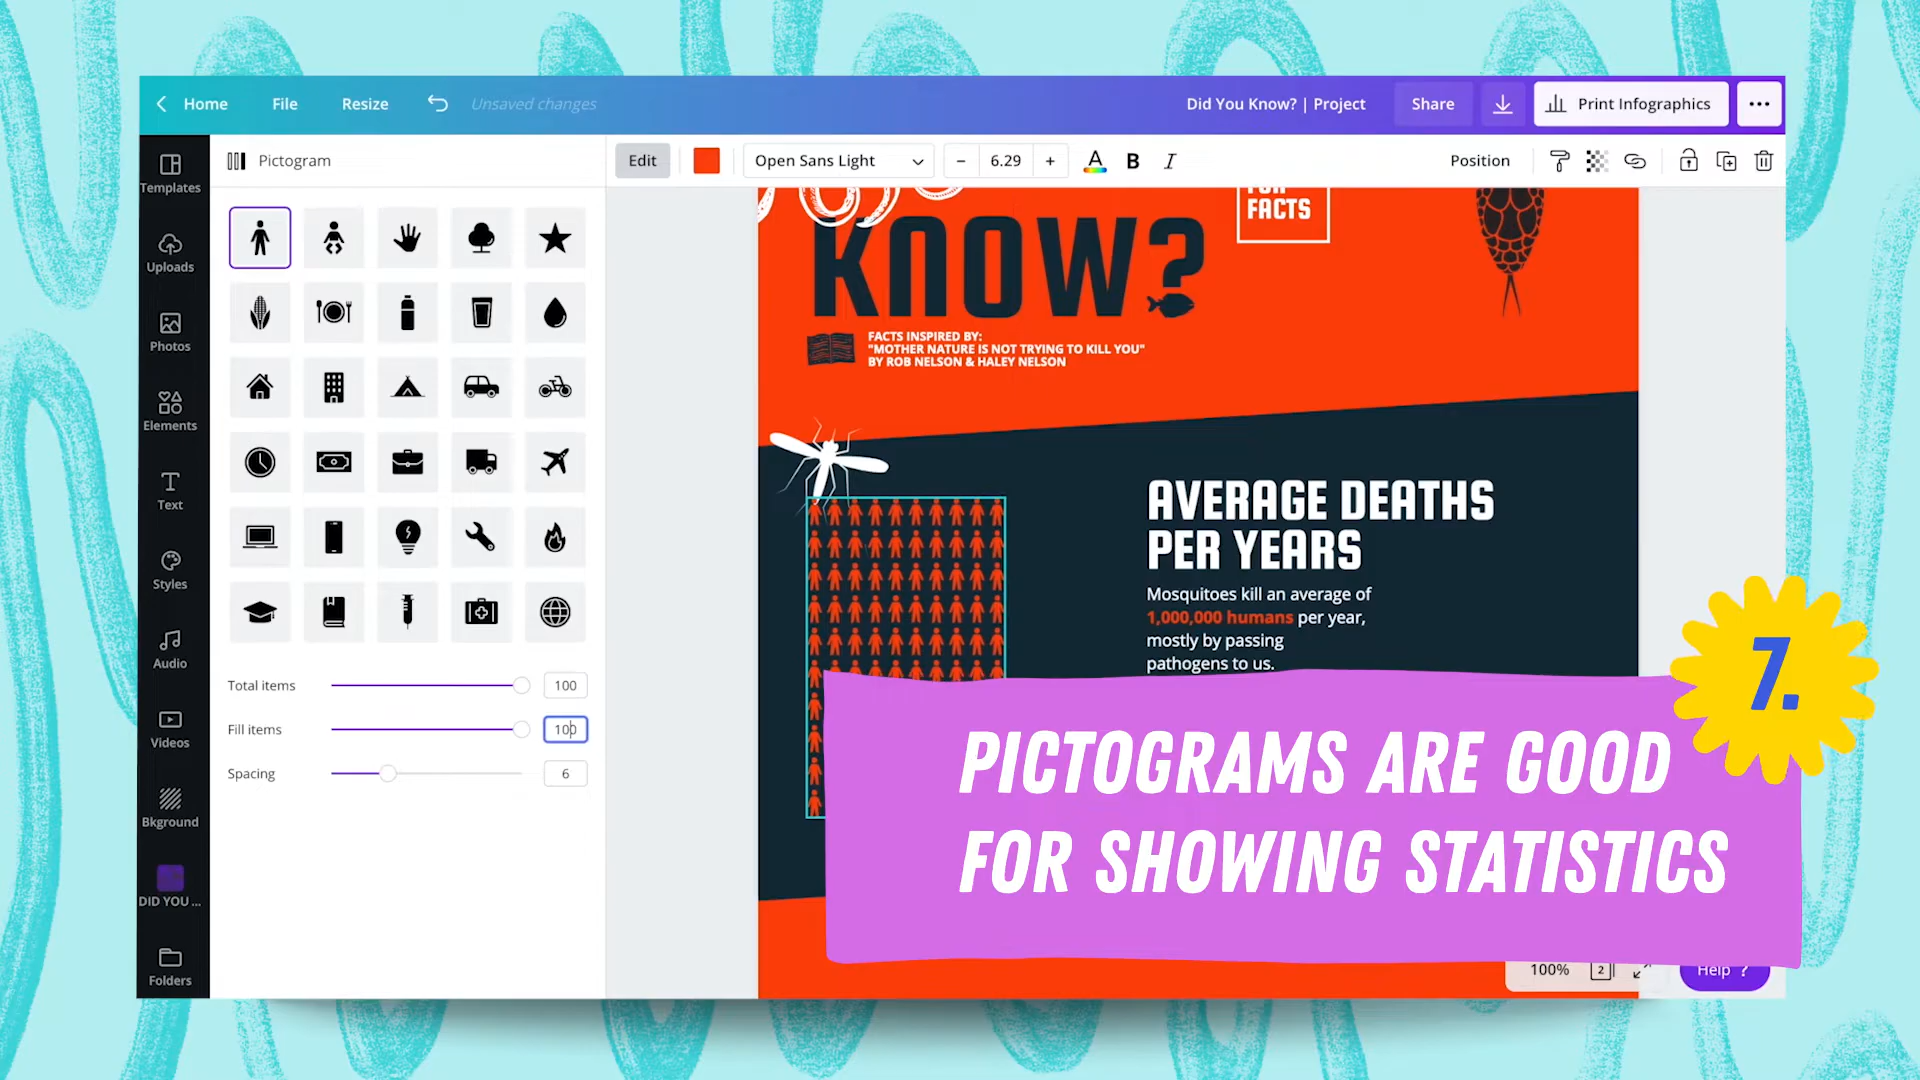 Home
File
Resize
Unsaved changes
Did You Know? | Project
Share
Print Infographics
Templates
Uploads
Photos
Elements
Text
Styles
Audio
Videos
Bkground
DID YOU ...
Folders
Pictogram
Total items
100
Fill items
100
Spacing
6
Edit
Open Sans Light
– 6.29 +
A B I
Position
FOR
FACTS
KNOW?
FACTS INSPIRED BY:
"MOTHER NATURE IS NOT TRYING TO KILL YOU"
BY ROB NELSON & HALEY NELSON
AVERAGE DEATHS
PER YEARS
Mosquitoes kill an average of
1,000,000 humans per year,
mostly by passing
pathogens to us.
7.
PICTOGRAMS ARE GOOD
FOR SHOWING STATISTICS
100%
2
Help ?